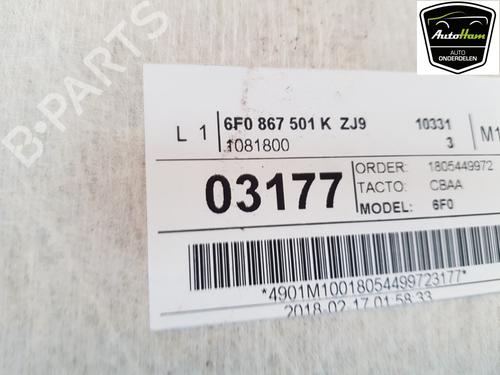 AutoHam
AUTO
ONDERDELEN
B-PARTS
L 1
6F0 867 501 K ZJ9
10331
M1
1081800
3
03177
ORDER: 1805449972
TACTO: CBAA
MODEL: 6F0
*4901M10018054499723177*
2018-02-17 01:58:33